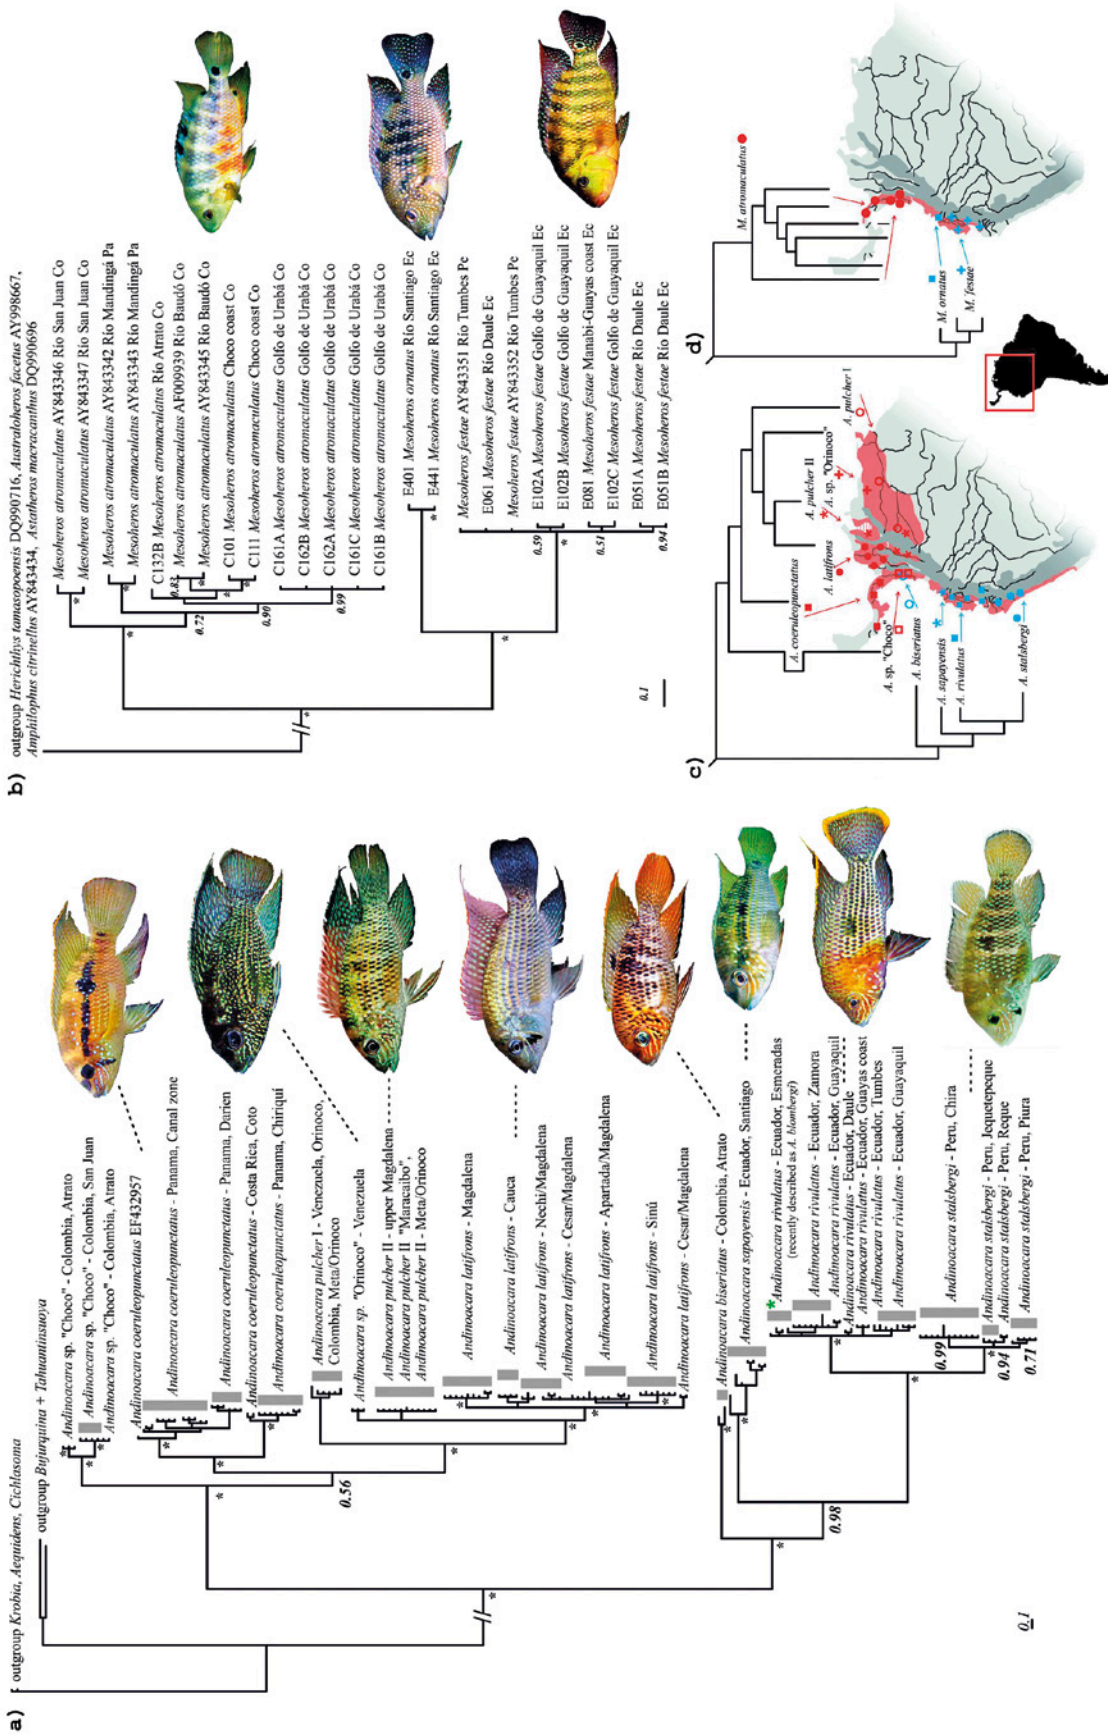 a)
outgroup Krobia, Aequidens, Cichlasoma
outgroup Bujurquina + Tahuantinsuoya
Andinoacara sp. "Choco" - Colombia, Atrato
Andinoacara sp. "Choco" - Colombia, San Juan
Andinoacara sp. "Choco" - Colombia, Atrato
Andinoacara coeruleopunctatus EF432957
Andinoacara coeruleopunctatus - Panama, Canal zone
Andinoacara coeruleopunctatus - Panama, Darien
Andinoacara coeruleopunctatus - Costa Rica, Coto
Andinoacara coeruleopunctatus - Panama, Chiriquí
Andinoacara pulcher I - Venezuela, Orinoco,
Colombia, Meta/Orinoco
Andinoacara sp. "Orinoco" - Venezuela
Andinoacara pulcher II - upper Magdalena
Andinoacara pulcher II "Maracaibo",
Andinoacara pulcher II - Meta/Orinoco
Andinoacara latifrons - Magdalena
Andinoacara latifrons - Cauca
Andinoacara latifrons - Nechi/Magdalena
Andinoacara latifrons - Cesar/Magdalena
Andinoacara latifrons - Apartada/Magdalena
Andinoacara latifrons - Sinú
Andinoacara latifrons - Cesar/Magdalena
Andinoacara biseriatus - Colombia, Atrato
Andinoacara sapayensis - Ecuador, Santiago
* Andinoacara rivulatus - Ecuador, Esmeradas
(recently described as A. blombergi)
Andinoacara rivulatus - Ecuador, Zamora
Andinoacara rivulatus - Ecuador, Guayaquil
Andinoacara rivulatus - Ecuador, Daule
Andinoacara rivulatus - Ecuador, Guayas coast
Andinoacara rivulatus - Ecuador, Tumbes
Andinoacara rivulatus - Ecuador, Guayaquil
Andinoacara stalsbergi - Peru, Chira
Andinoacara stalsbergi - Peru, Jequetepeque
Andinoacara stalsbergi - Peru, Reque
Andinoacara stalsbergi - Peru, Piura
0.56
0.98
0.99
0.94
0.71
0.1
b)
outgroup Herichthys tamasopoensis DQ990716, Australoheros facetus AY998667,
Amphilophus citrinellus AY843434, Astatheros macracanthus DQ990696
Mesoheros atromaculatus AY843346 Río San Juan Co
Mesoheros atromaculatus AY843347 Río San Juan Co
Mesoheros atromaculatus AY843342 Río Mandingá Pa
Mesoheros atromaculatus AY843343 Río Mandingá Pa
C132B Mesoheros atromaculatus Río Atrato Co
Mesoheros atromaculatus AF009939 Río Baudó Co
Mesoheros atromaculatus AY843345 Río Baudó Co
C101 Mesoheros atromaculatus Choco coast Co
C111 Mesoheros atromaculatus Choco coast Co
C161A Mesoheros atromaculatus Golfo de Urabá Co
C162B Mesoheros atromaculatus Golfo de Urabá Co
C162A Mesoheros atromaculatus Golfo de Urabá Co
C161C Mesoheros atromaculatus Golfo de Urabá Co
C161B Mesoheros atromaculatus Golfo de Urabá Co
E401 Mesoheros ornatus Río Santiago Ec
E441 Mesoheros ornatus Río Santiago Ec
Mesoheros festae AY843351 Río Tumbes Pe
E061 Mesoheros festae Río Daule Ec
Mesoheros festae AY843352 Río Tumbes Pe
E102A Mesoheros festae Golfo de Guayaquil Ec
E102B Mesoheros festae Golfo de Guayaquil Ec
E081 Mesoheros festae Manabi-Guayas coast Ec
E102C Mesoheros festae Golfo de Guayaquil Ec
E051A Mesoheros festae Río Daule Ec
E051B Mesoheros festae Río Daule Ec
0.83
0.72
0.90
0.99
0.59
0.51
0.94
0.1
c)
A. pulcher I
A. sp. "Orinoco"
A. pulcher II
A. latifrons
A. coeruleopunctatus
A. sp. "Choco"
A. biseriatus
A. sapayensis
A. rivulatus
A. stalsbergi
d)
M. atromaculatus
M. ornatus
M. festae